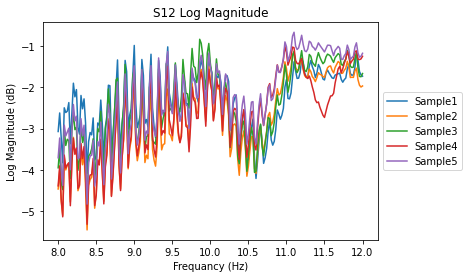 S12 Log Magnitude
Log Magnitude (dB)
−1
−2
−3
−4
−5
8.0 8.5 9.0 9.5 10.0 10.5 11.0 11.5 12.0
Frequancy (Hz)
Sample1
Sample2
Sample3
Sample4
Sample5